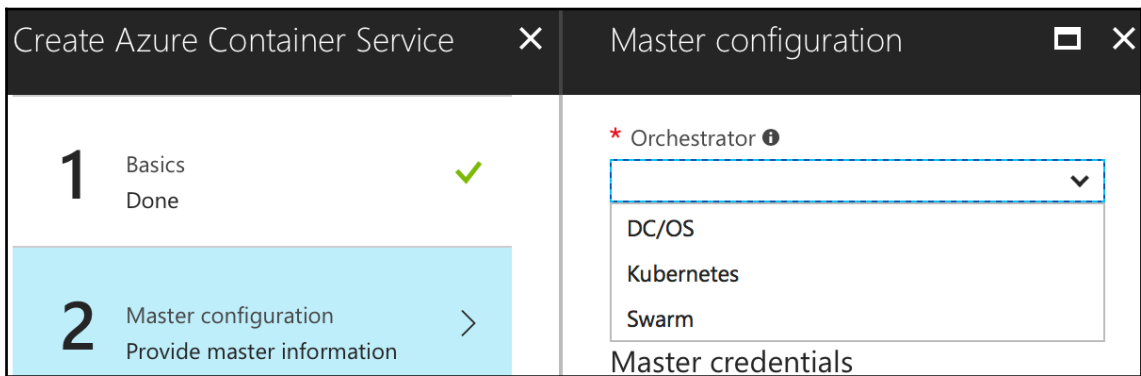 Create Azure Container Service
1
Basics
Done
2
Master configuration
Provide master information
Master configuration
* Orchestrator
DC/OS
Kubernetes
Swarm
Master credentials